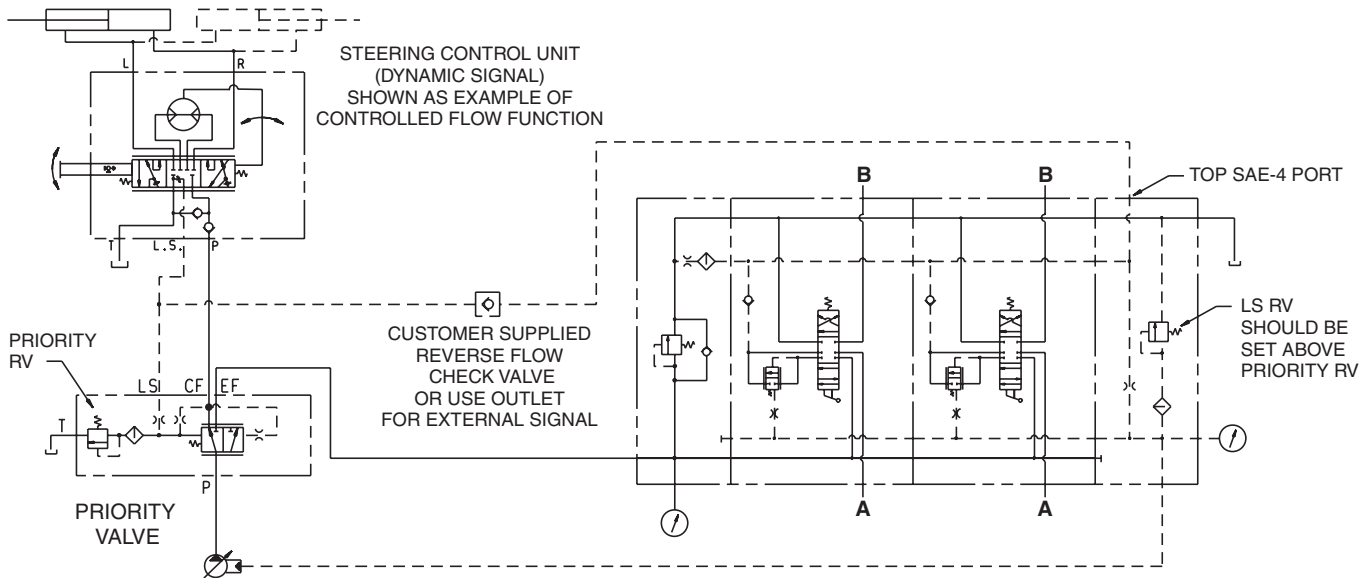 STEERING CONTROL UNIT
(DYNAMIC SIGNAL)
SHOWN AS EXAMPLE OF
CONTROLLED FLOW FUNCTION
L
R
T
L.S.
P
B
B
TOP SAE-4 PORT
CUSTOMER SUPPLIED
REVERSE FLOW
CHECK VALVE
OR USE OUTLET
FOR EXTERNAL SIGNAL
LS RV
SHOULD BE
SET ABOVE
PRIORITY RV
PRIORITY
RV
LS
CF
EF
T
P
PRIORITY
VALVE
A
A